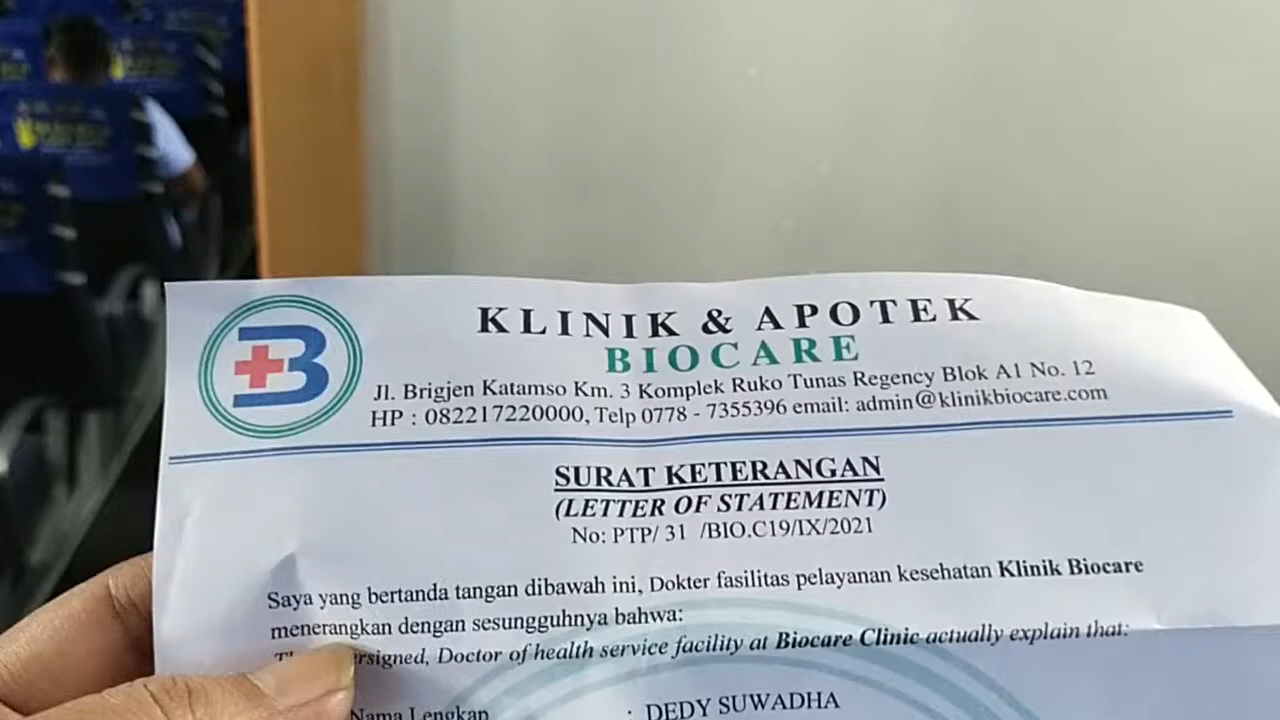 B
KLINIK & APOTEK
BIOCARE
Jl. Brigjen Katamso Km. 3 Komplek Ruko Tunas Regency Blok A1 No. 12
HP : 082217220000, Telp 0778 - 7355396 email: admin@klinikbiocare.com
SURAT KETERANGAN
(LETTER OF STATEMENT)
No: PTP/ 31 /BIO.C19/IX/2021
Saya yang bertanda tangan dibawah ini, Dokter fasilitas pelayanan kesehatan Klinik Biocare
menerangkan dengan sesungguhnya bahwa:
Doctor of health service facility at Biocare Clinic actually explain that:
Nama Lengkap : DEDY SUWADHA